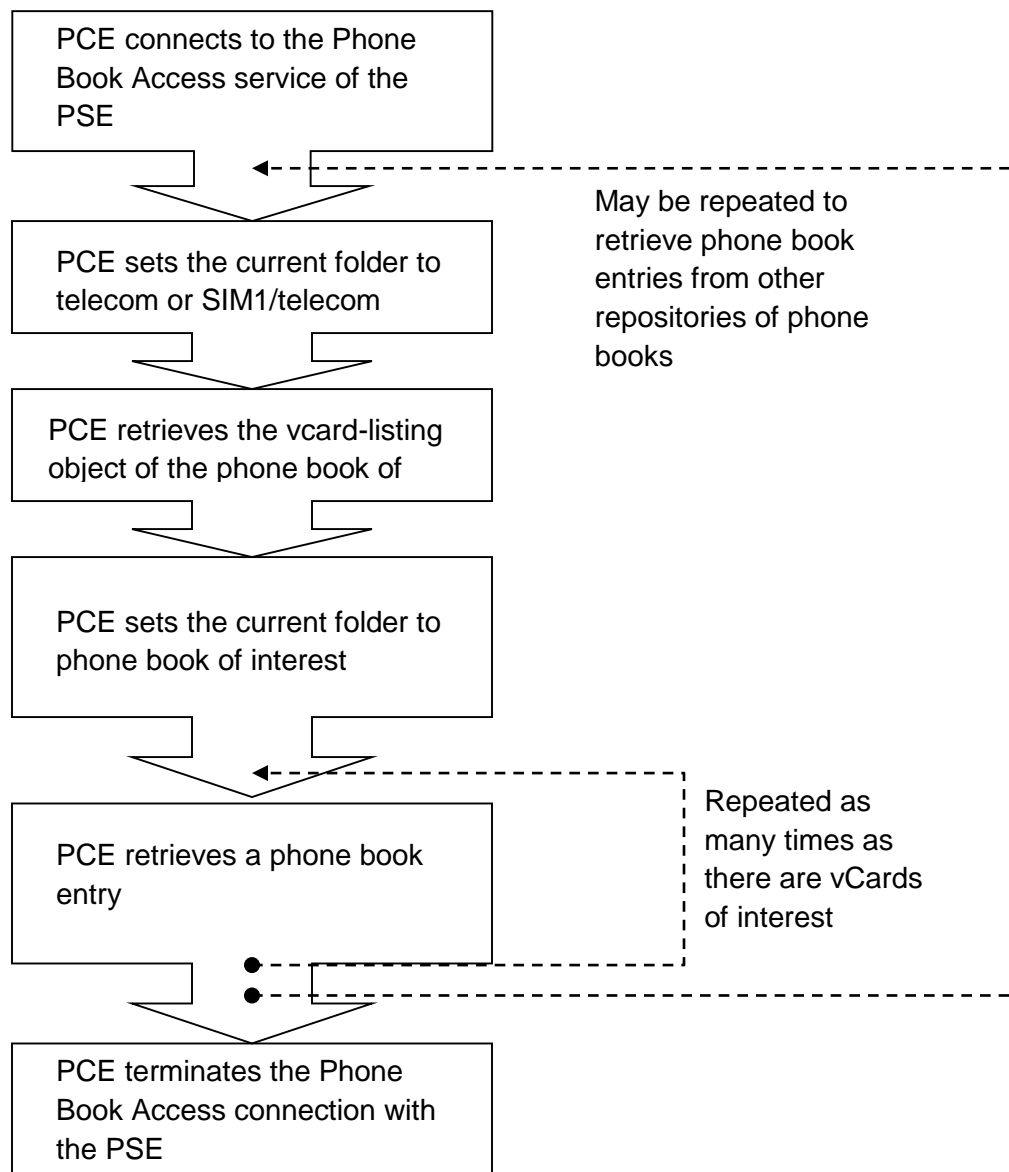 PCE connects to the Phone
Book Access service of the
PSE
May be repeated to
retrieve phone book
entries from other
repositories of phone
books
PCE sets the current folder to
telecom or SIM1/telecom
PCE retrieves the vcard-listing
object of the phone book of
PCE sets the current folder to
phone book of interest
Repeated as
many times as
there are vCards
of interest
PCE retrieves a phone book
entry
PCE terminates the Phone
Book Access connection with
the PSE